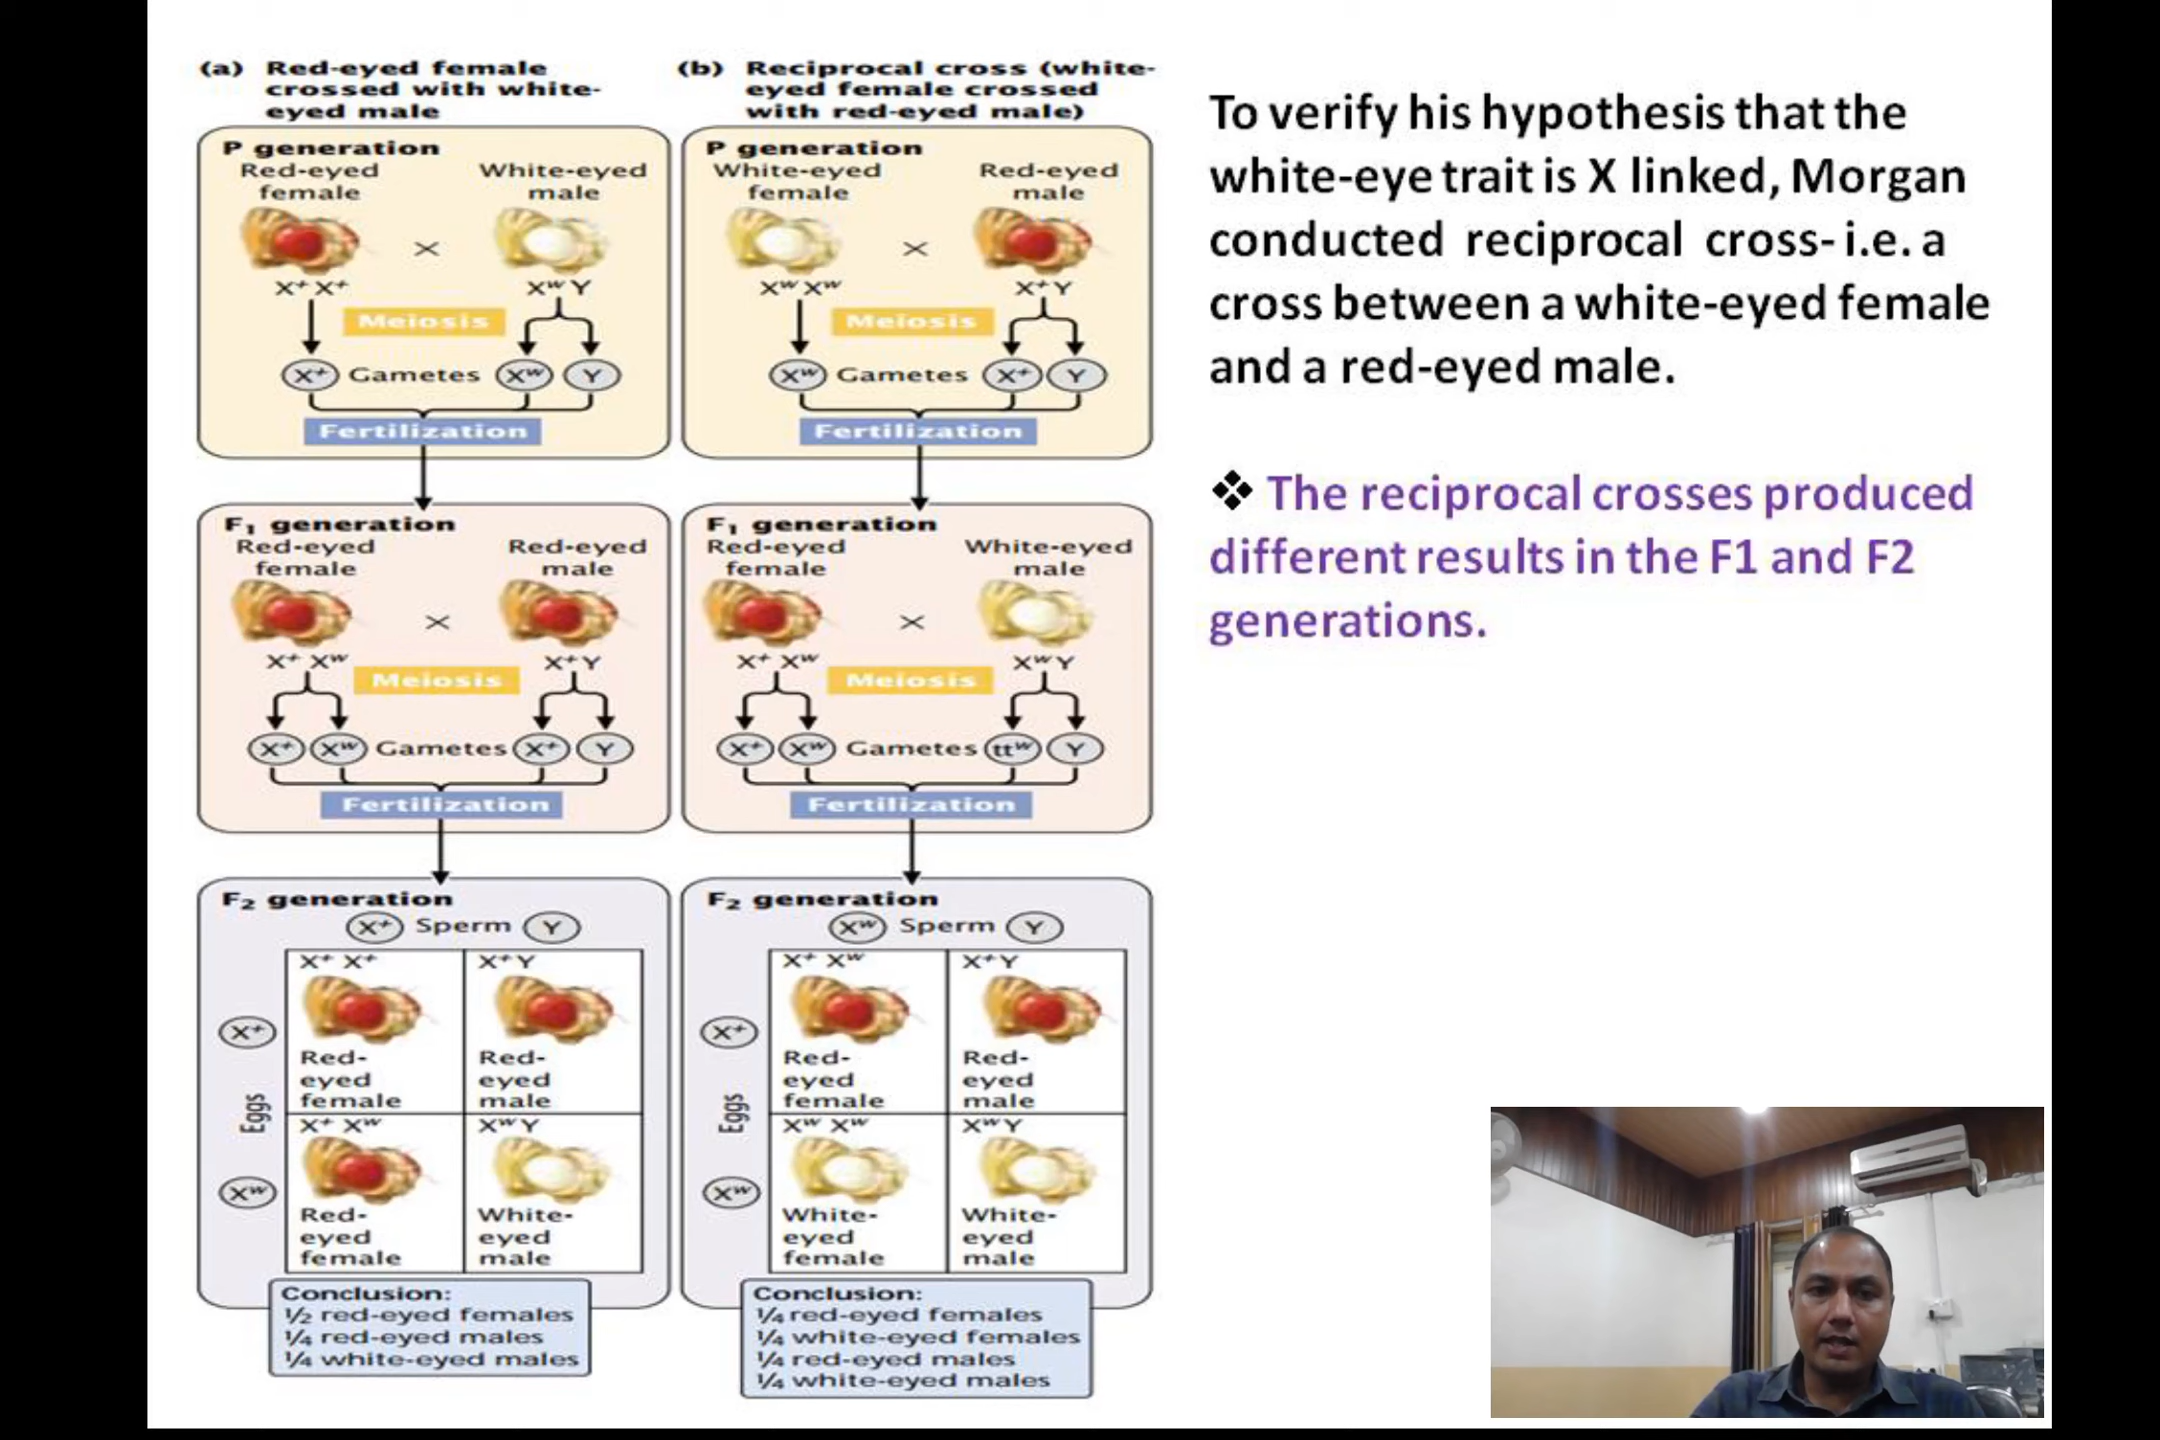 (a) Red-eyed female
crossed with white-
eyed male
P generation
Red-eyed
female
White-eyed
male
×
X⁺ X⁺
Xʷ Y
Meiosis
X⁺ Gametes Xʷ Y
Fertilization
F₁ generation
Red-eyed
female
Red-eyed
male
×
X⁺ Xʷ
X⁺ Y
Meiosis
X⁺ Xʷ Gametes X⁺ Y
Fertilization
F₂ generation
X⁺ Sperm Y
Eggs
X⁺
Xʷ
X⁺ X⁺
Red-
eyed
female
X⁺ Y
Red-
eyed
male
X⁺ Xʷ
Red-
eyed
female
Xʷ Y
White-
eyed
male
Conclusion:
½ red-eyed females
¼ red-eyed males
¼ white-eyed males
(b) Reciprocal cross (white-
eyed female crossed
with red-eyed male)
P generation
White-eyed
female
Red-eyed
male
×
Xʷ Xʷ
X⁺ Y
Meiosis
Xʷ Gametes X⁺ Y
Fertilization
F₁ generation
Red-eyed
female
White-eyed
male
×
X⁺ Xʷ
Xʷ Y
Meiosis
X⁺ Xʷ Gametes ttʷ Y
Fertilization
F₂ generation
Xʷ Sperm Y
Eggs
X⁺
Xʷ
X⁺ Xʷ
Red-
eyed
female
X⁺ Y
Red-
eyed
male
Xʷ Xʷ
White-
eyed
female
Xʷ Y
White-
eyed
male
Conclusion:
¼ red-eyed females
¼ white-eyed females
¼ red-eyed males
¼ white-eyed males
To verify his hypothesis that the
white-eye trait is X linked, Morgan
conducted reciprocal cross- i.e. a
cross between a white-eyed female
and a red-eyed male.
❖ The reciprocal crosses produced
different results in the F1 and F2
generations.